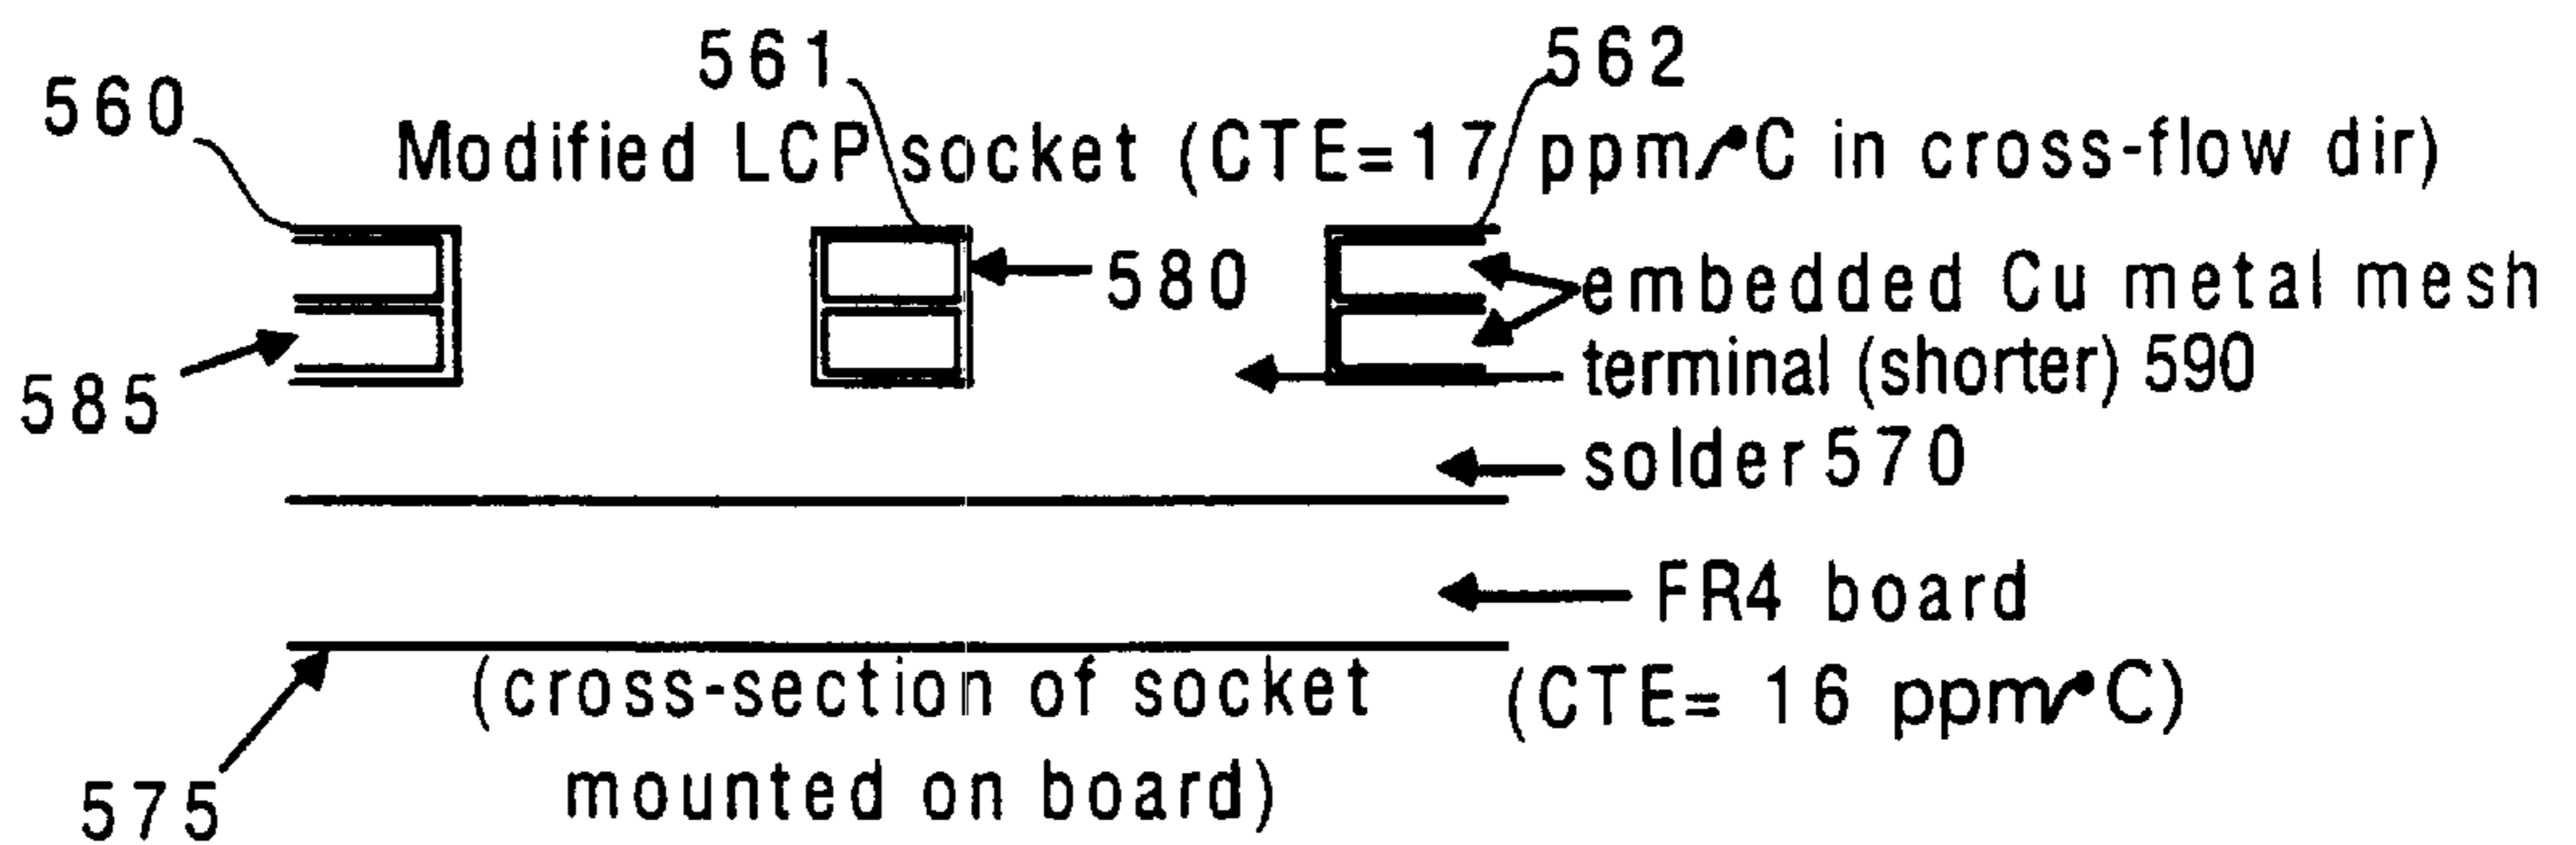 561
562
560
Modified LCP socket (CTE=17 ppm/°C in cross-flow dir)
580
embedded Cu metal mesh
585
terminal (shorter) 590
solder 570
FR4 board
(cross-section of socket
(CTE= 16 ppm/°C)
mounted on board)
575